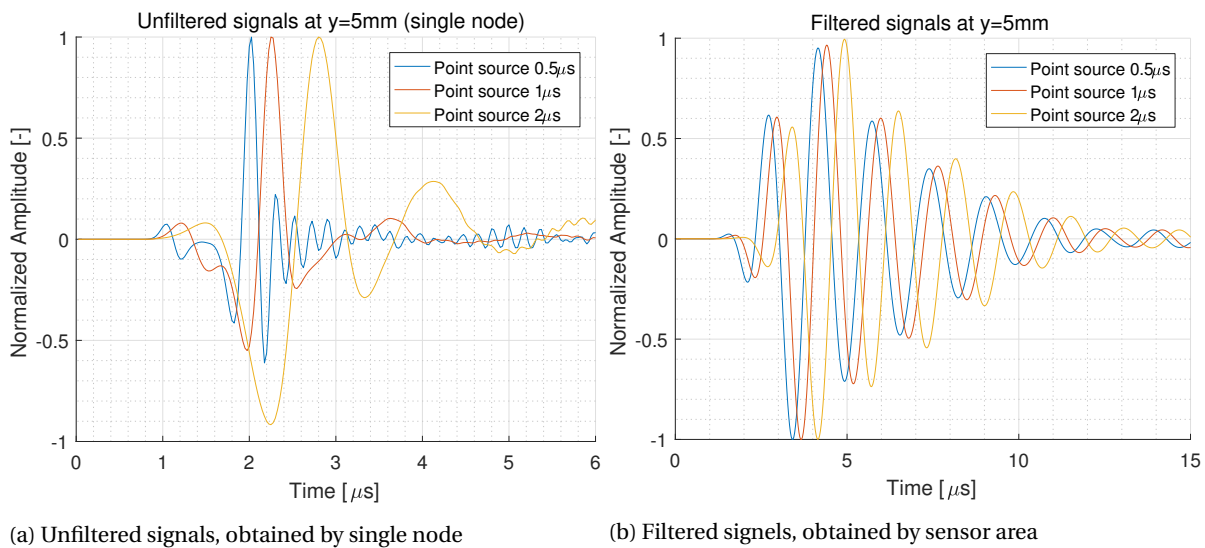 Unfiltered signals at y=5mm (single node)
1
0.5
0
-0.5
-1
0 1 2 3 4 5 6
Normalized Amplitude [-]
Time [ μs]
Point source 0.5μs
Point source 1μs
Point source 2μs
(a) Unfiltered signals, obtained by single node
Filtered signals at y=5mm
1
0.5
0
-0.5
-1
0 5 10 15
Normalized Amplitude [-]
Time [ μs]
Point source 0.5μs
Point source 1μs
Point source 2μs
(b) Filtered signels, obtained by sensor area